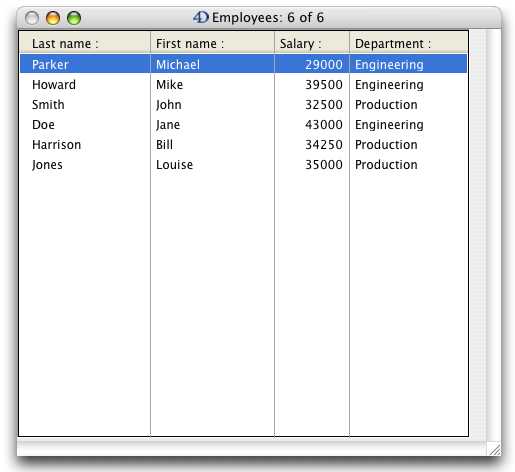 4D Employees: 6 of 6
Last name : First name : Salary : Department :
Parker Michael 29000 Engineering
Howard Mike 39500 Engineering
Smith John 32500 Production
Doe Jane 43000 Engineering
Harrison Bill 34250 Production
Jones Louise 35000 Production